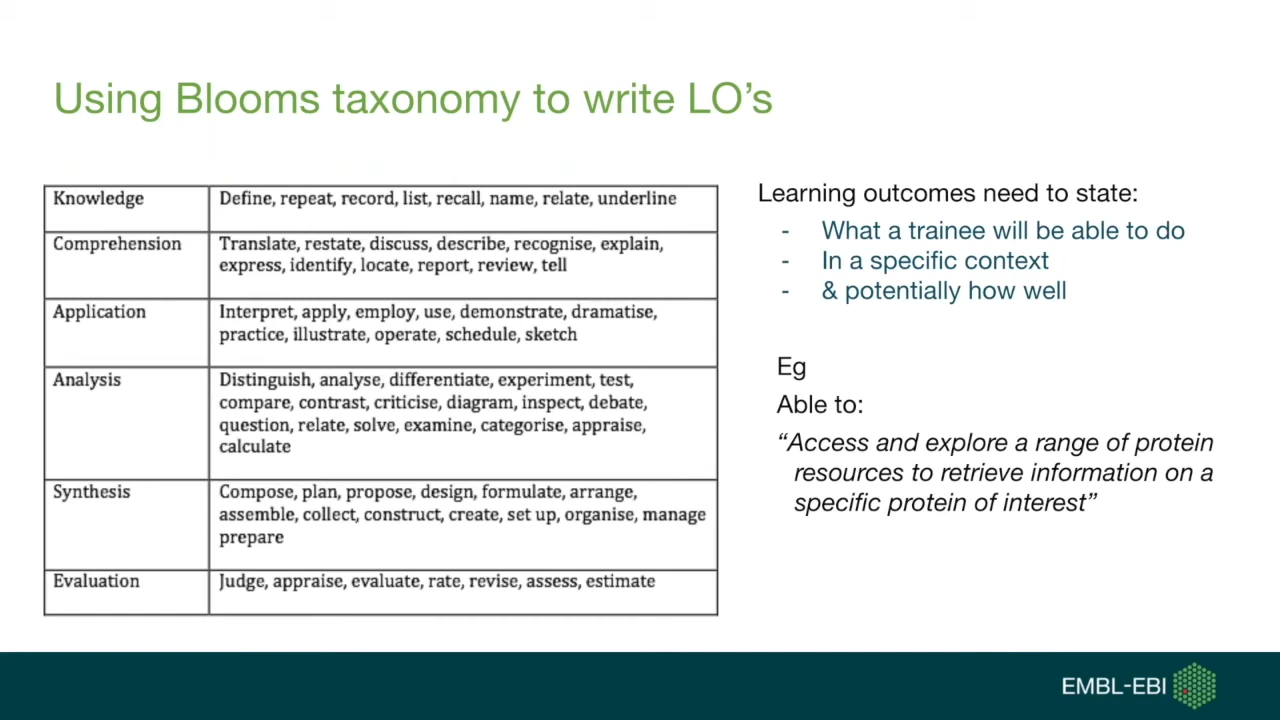 Using Blooms taxonomy to write LO’s
Knowledge
Define, repeat, record, list, recall, name, relate, underline
Comprehension
Translate, restate, discuss, describe, recognise, explain,
express, identify, locate, report, review, tell
Application
Interpret, apply, employ, use, demonstrate, dramatise,
practice, illustrate, operate, schedule, sketch
Analysis
Distinguish, analyse, differentiate, experiment, test,
compare, contrast, criticise, diagram, inspect, debate,
question, relate, solve, examine, categorise, appraise,
calculate
Synthesis
Compose, plan, propose, design, formulate, arrange,
assemble, collect, construct, create, set up, organise, manage
prepare
Evaluation
Judge, appraise, evaluate, rate, revise, assess, estimate
Learning outcomes need to state:
- What a trainee will be able to do
- In a specific context
- & potentially how well
Eg
Able to:
“Access and explore a range of protein
resources to retrieve information on a
specific protein of interest”
EMBL-EBI